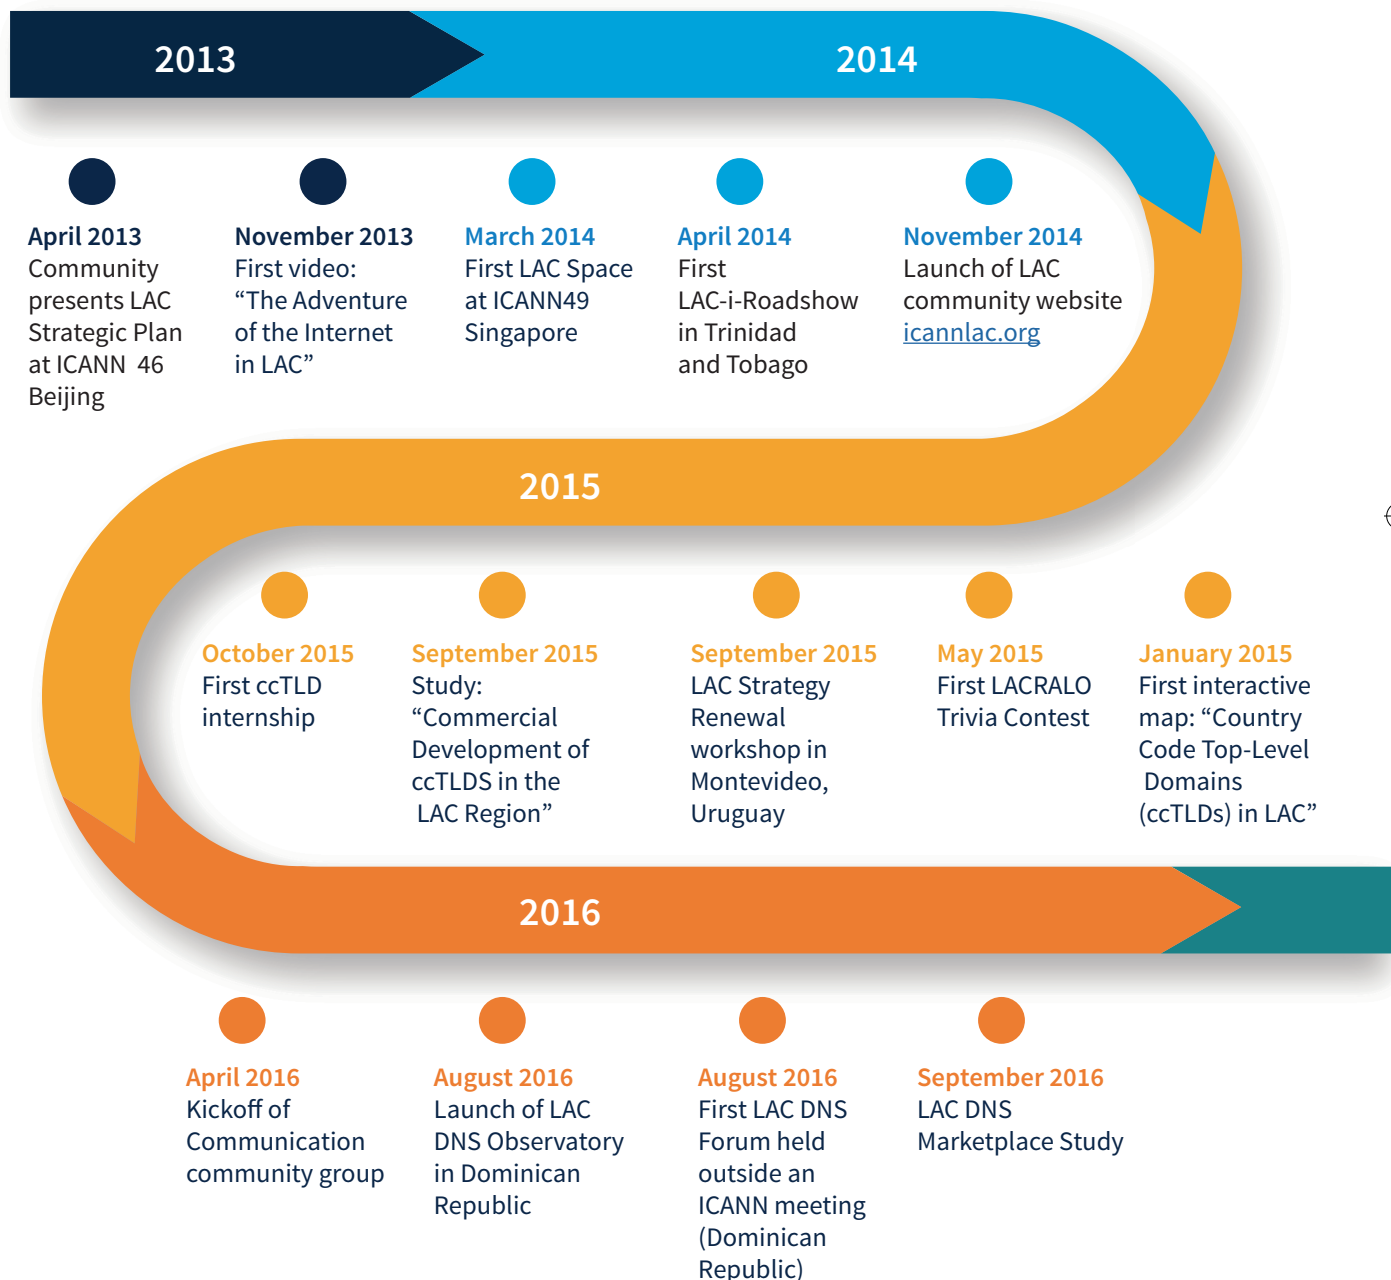 2013
2014
April 2013
Community
presents LAC
Strategic Plan
at ICANN 46
Beijing
November 2013
First video:
“The Adventure
of the Internet
in LAC”
March 2014
First LAC Space
at ICANN49
Singapore
April 2014
First
LAC-i-Roadshow
in Trinidad
and Tobago
November 2014
Launch of LAC
community website
icannlac.org
2015
October 2015
First ccTLD
internship
September 2015
Study:
“Commercial
Development of
ccTLDS in the
LAC Region”
September 2015
LAC Strategy
Renewal
workshop in
Montevideo,
Uruguay
May 2015
First LACRALO
Trivia Contest
January 2015
First interactive
map: “Country
Code Top-Level
Domains
(ccTLDs) in LAC”
2016
April 2016
Kickoff of
Communication
community group
August 2016
Launch of LAC
DNS Observatory
in Dominican
Republic
August 2016
First LAC DNS
Forum held
outside an
ICANN meeting
(Dominican
Republic)
September 2016
LAC DNS
Marketplace Study